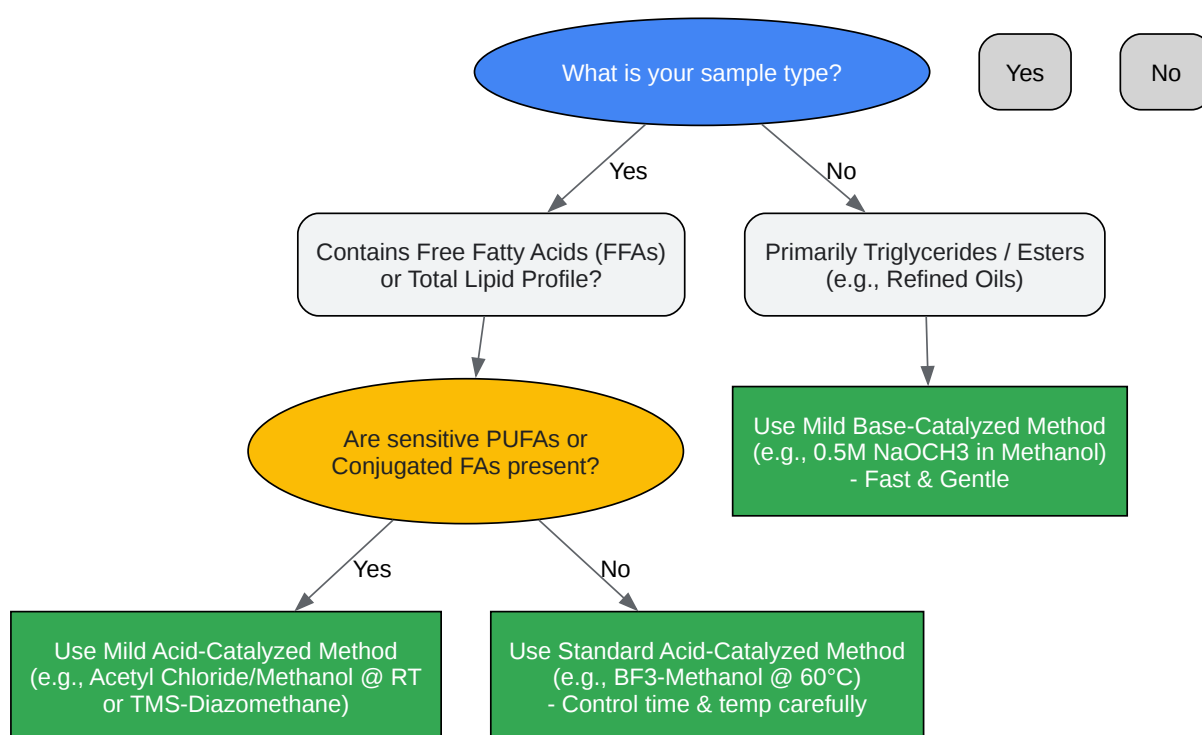 What is your sample type?
Yes
No
Yes
No
Contains Free Fatty Acids (FFAs)
or Total Lipid Profile?
Primarily Triglycerides / Esters
(e.g., Refined Oils)
Are sensitive PUFAs or
Conjugated FAs present?
Use Mild Base-Catalyzed Method
(e.g., 0.5M NaOCH3 in Methanol)
- Fast & Gentle
Yes
No
Use Mild Acid-Catalyzed Method
(e.g., Acetyl Chloride/Methanol @ RT
or TMS-Diazomethane)
Use Standard Acid-Catalyzed Method
(e.g., BF3-Methanol @ 60°C)
- Control time & temp carefully